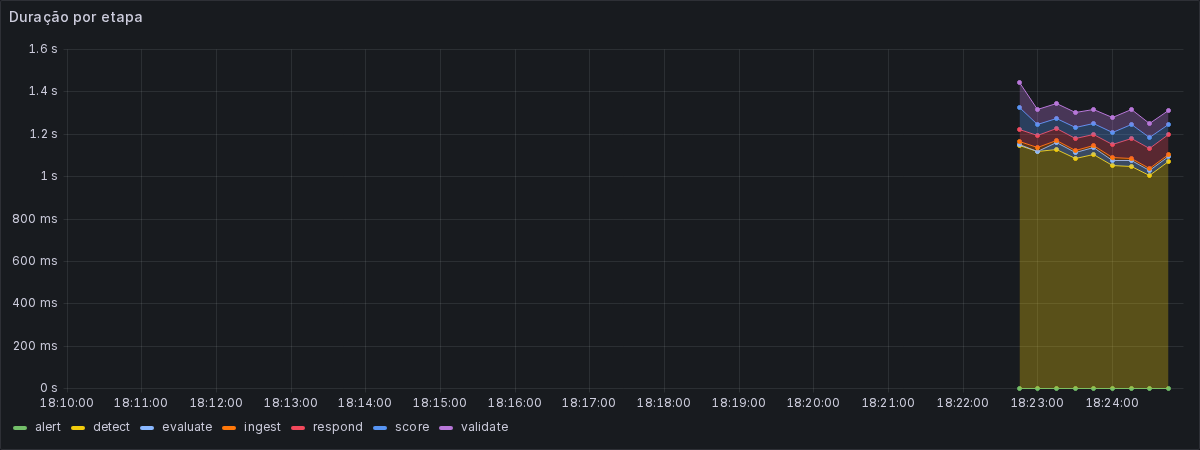 Duração por etapa
1.6 s
1.4 s
1.2 s
1 s
800 ms
600 ms
400 ms
200 ms
0 s
18:10:00 18:11:00 18:12:00 18:13:00 18:14:00 18:15:00 18:16:00 18:17:00 18:18:00 18:19:00 18:20:00 18:21:00 18:22:00 18:23:00 18:24:00
alert detect evaluate ingest respond score validate